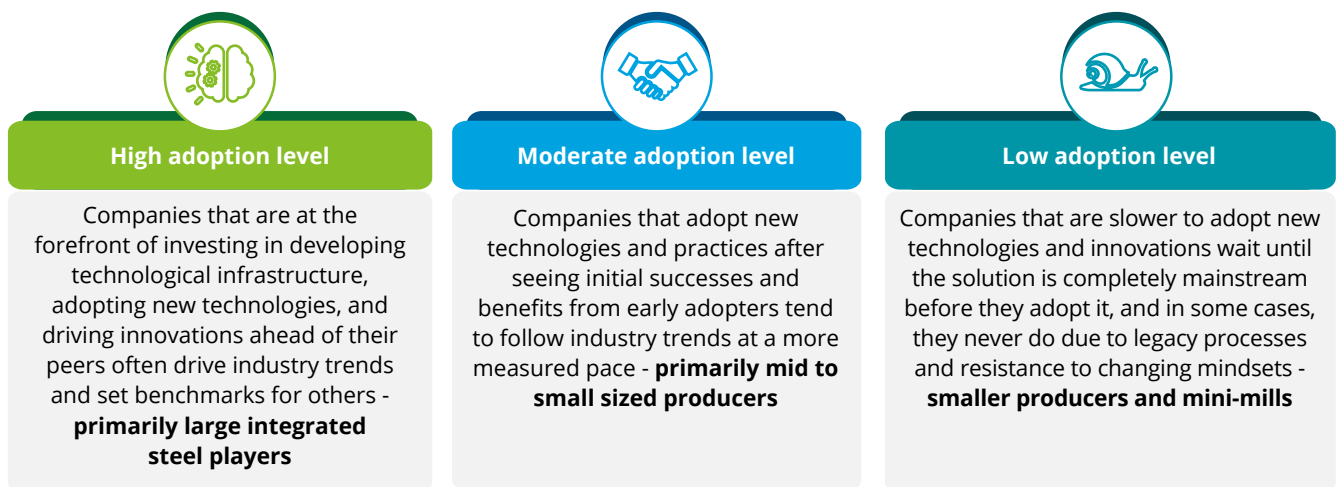 High adoption level
Companies that are at the
forefront of investing in developing
technological infrastructure,
adopting new technologies, and
driving innovations ahead of their
peers often drive industry trends
and set benchmarks for others -
primarily large integrated
steel players
Moderate adoption level
Companies that adopt new
technologies and practices after
seeing initial successes and
benefits from early adopters tend
to follow industry trends at a more
measured pace - primarily mid to
small sized producers
Low adoption level
Companies that are slower to adopt new
technologies and innovations wait until
the solution is completely mainstream
before they adopt it, and in some cases,
they never do due to legacy processes
and resistance to changing mindsets -
smaller producers and mini-mills